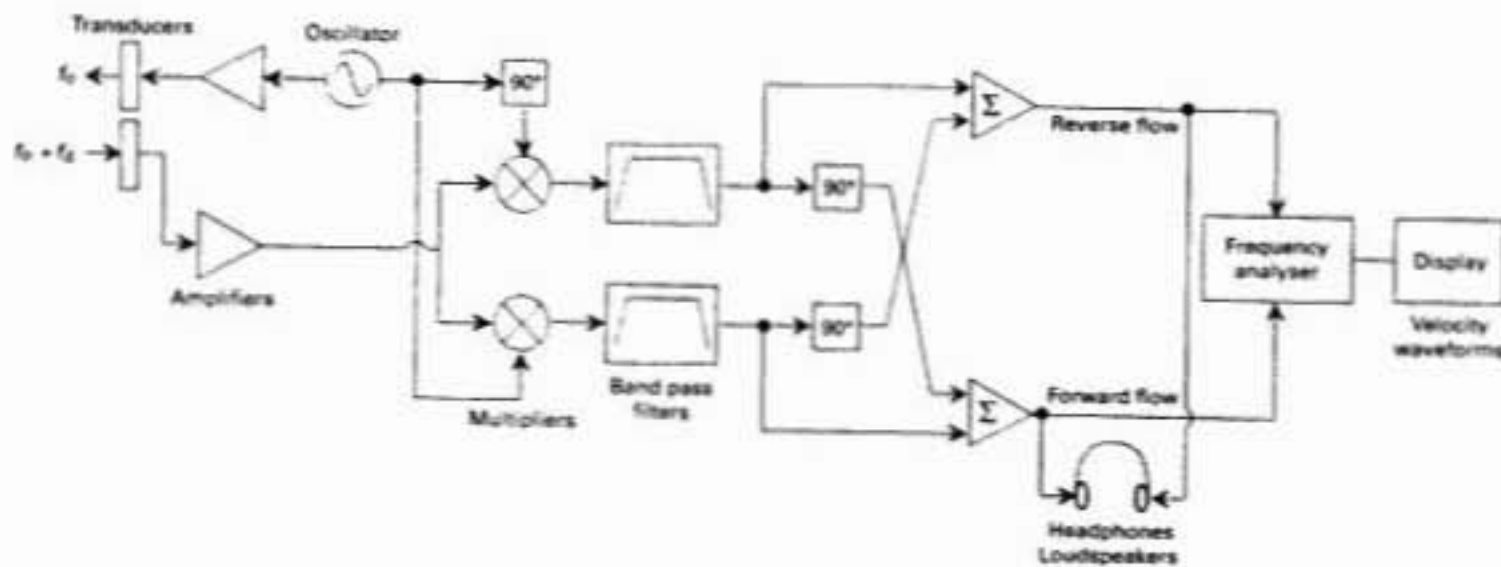 Transducers
Oscillator
f₀
90°
Σ
Reverse flow
f₀ + f_d
90°
Frequency
analyser
Display
Amplifiers
90°
Velocity
waveforms
Band pass
filters
Multipliers
Forward flow
Σ
Headphones
Loudspeakers